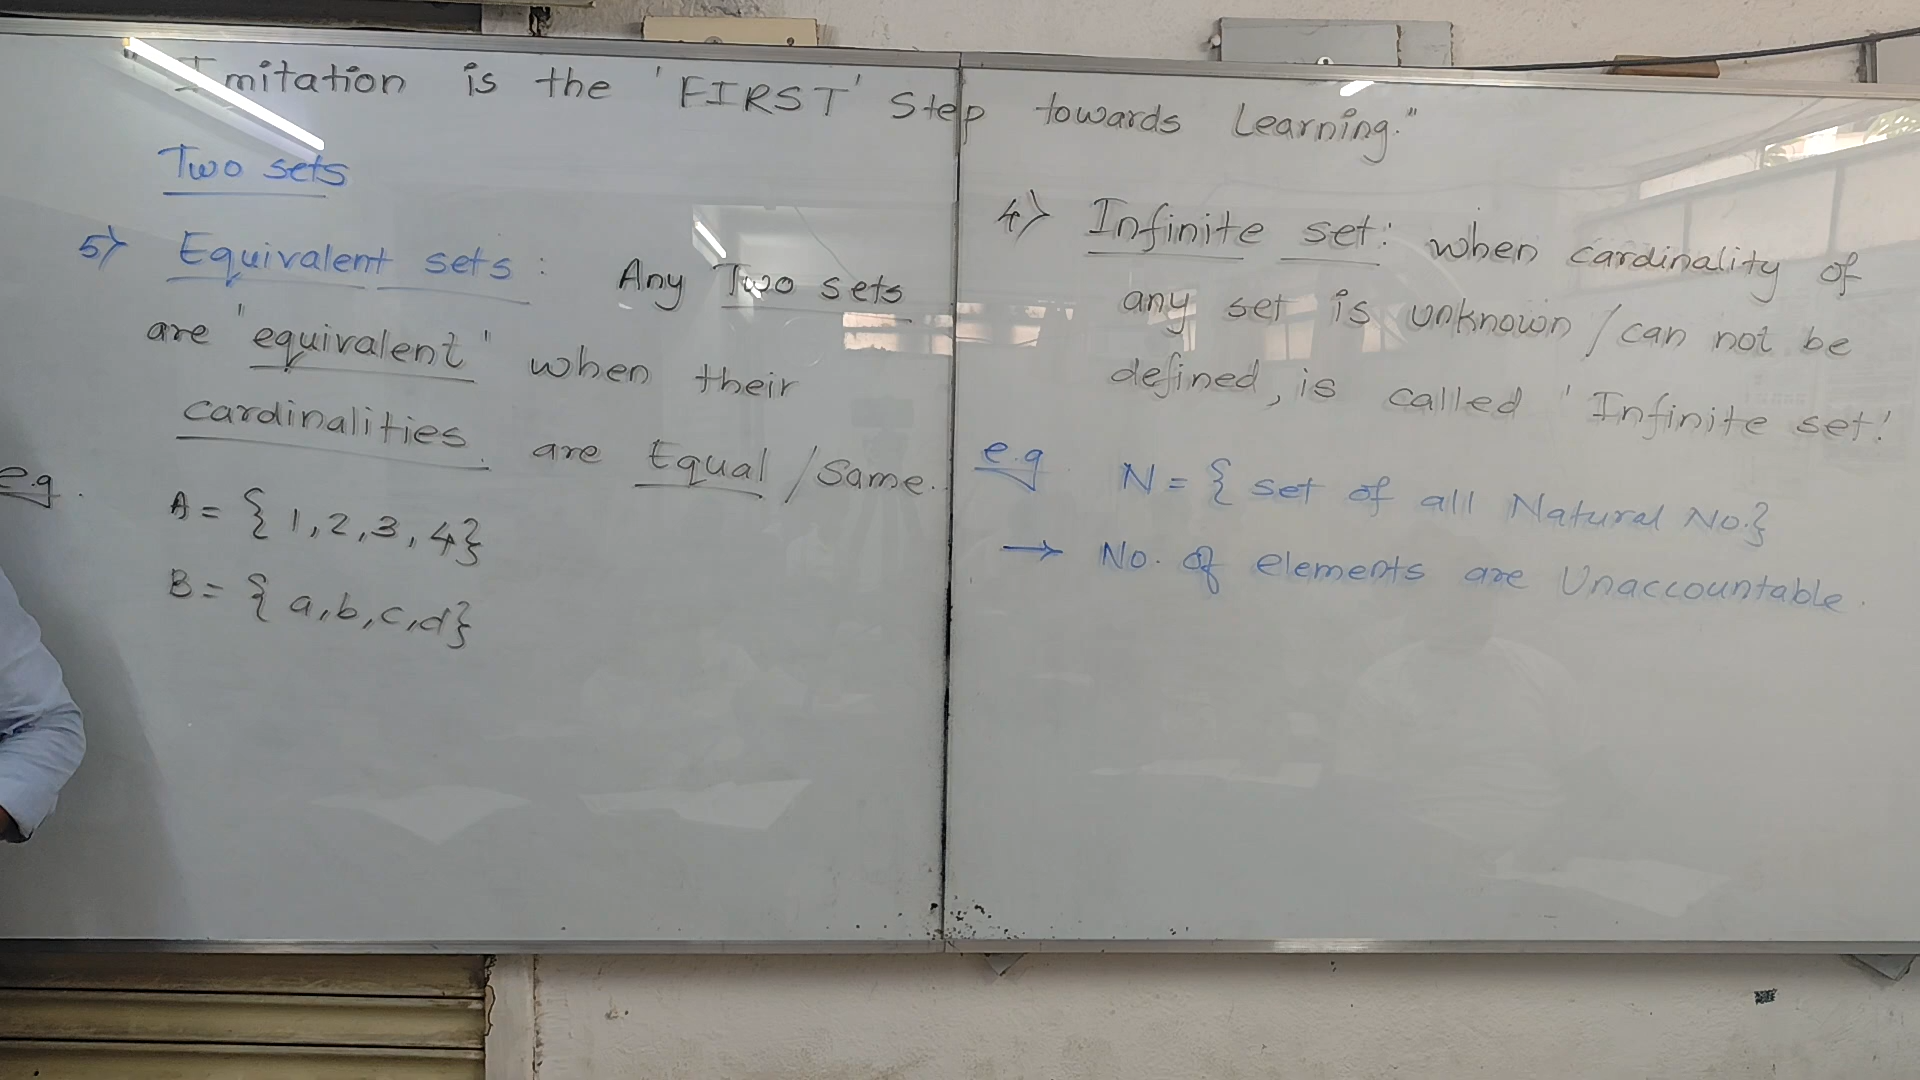 "Imitation is the 'FIRST' Step towards Learning."
Two sets
5) Equivalent sets : Any Two sets
are "equivalent" when their
cardinalities are Equal / Same.
e.g.
A = { 1, 2, 3, 4}
B = { a, b, c, d}
4) Infinite set: when cardinality of
any set is unknown / can not be
defined, is called 'Infinite set'
e.g N = { set of all Natural No.}
→ No. of elements are Unaccountable.